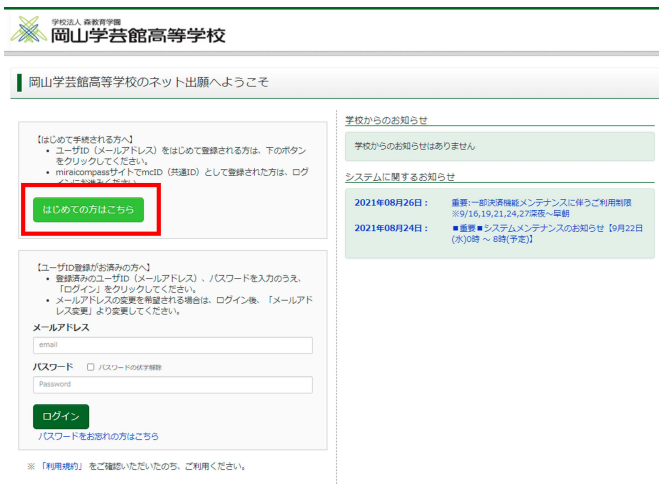 学校法人 森教育学園
岡山学芸館高等学校
岡山学芸館高等学校のネット出願へようこそ
【はじめて手続される方へ】
• ユーザID（メールアドレス）をはじめて登録される方は、下のボタン
をクリックしてください。
• miraicompassサイトでmcID（共通ID）として登録された方は、ログ
インにお進みください
はじめての方はこちら
【ユーザID登録がお済みの方へ】
• 登録済みのユーザID（メールアドレス）、パスワードを入力のうえ、
「ログイン」をクリックしてください。
• メールアドレスの変更を希望される場合は、ログイン後、「メールアド
レス変更」より変更してください。
メールアドレス
email
パスワード パスワードの伏字解除
Password
ログイン
パスワードをお忘れの方はこちら
※ 「利用規約」 をご確認いただいたのち、ご利用ください。
学校からのお知らせ
学校からのお知らせはありません
システムに関するお知らせ
2021年08月26日： 重要:一部決済機能メンテナンスに伴うご利用制限
※9/16,19,21,24,27深夜～早朝
2021年08月24日： ■重要■システムメンテナンスのお知らせ【9月22日
(水)0時 ～ 8時(予定)】